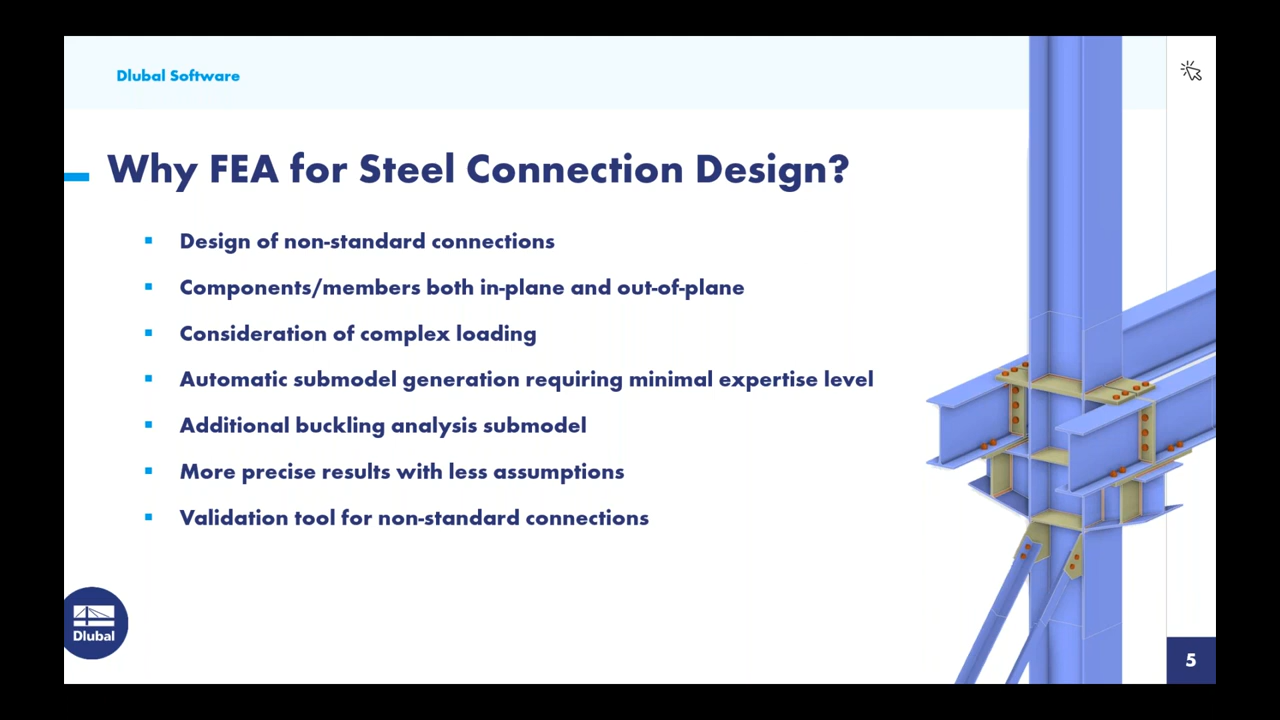 Dlubal Software
Why FEA for Steel Connection Design?
Design of non-standard connections
Components/members both in-plane and out-of-plane
Consideration of complex loading
Automatic submodel generation requiring minimal expertise level
Additional buckling analysis submodel
More precise results with less assumptions
Validation tool for non-standard connections
Dlubal
5